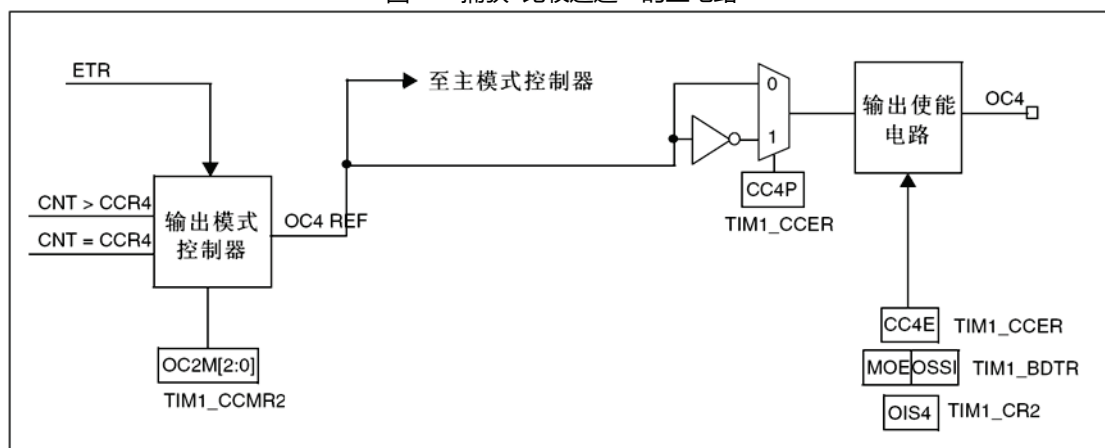 ETR
至主模式控制器
0
1
输出使能
电路
OC4
CNT > CCR4
CNT = CCR4
输出模式
控制器
OC4 REF
CC4P
TIM1_CCER
OC2M[2:0]
TIM1_CCMR2
CC4E TIM1_CCER
MOE OSSI TIM1_BDTR
OIS4 TIM1_CR2